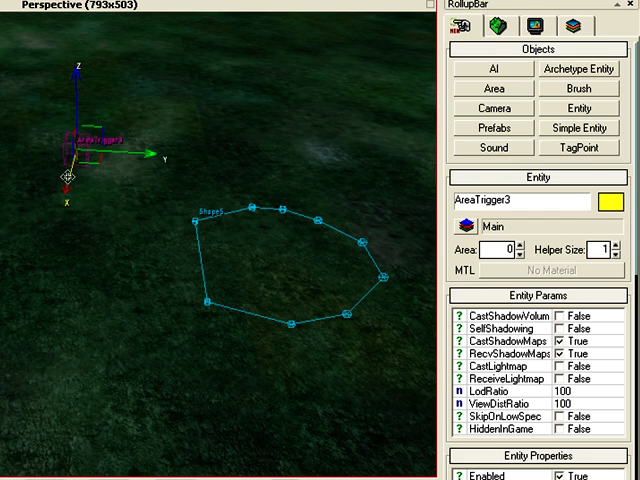 Perspective (793x503)
Z
AreaTrigger3
Y
X
Shape5
RollupBar
NEW
Objects
AI
Archetype Entity
Area
Brush
Camera
Entity
Prefabs
Simple Entity
Sound
TagPoint
Entity
AreaTrigger3
Main
Area: 0 Helper Size: 1
MTL No Material
Entity Params
? CastShadowVolum False
? SelfShadowing False
? CastShadowMaps True
? RecvShadowMaps True
? CastLightmap False
? ReceiveLightmap False
n LodRatio 100
n ViewDistRatio 100
? SkipOnLowSpec False
? HiddenInGame False
Entity Properties
? Enabled True